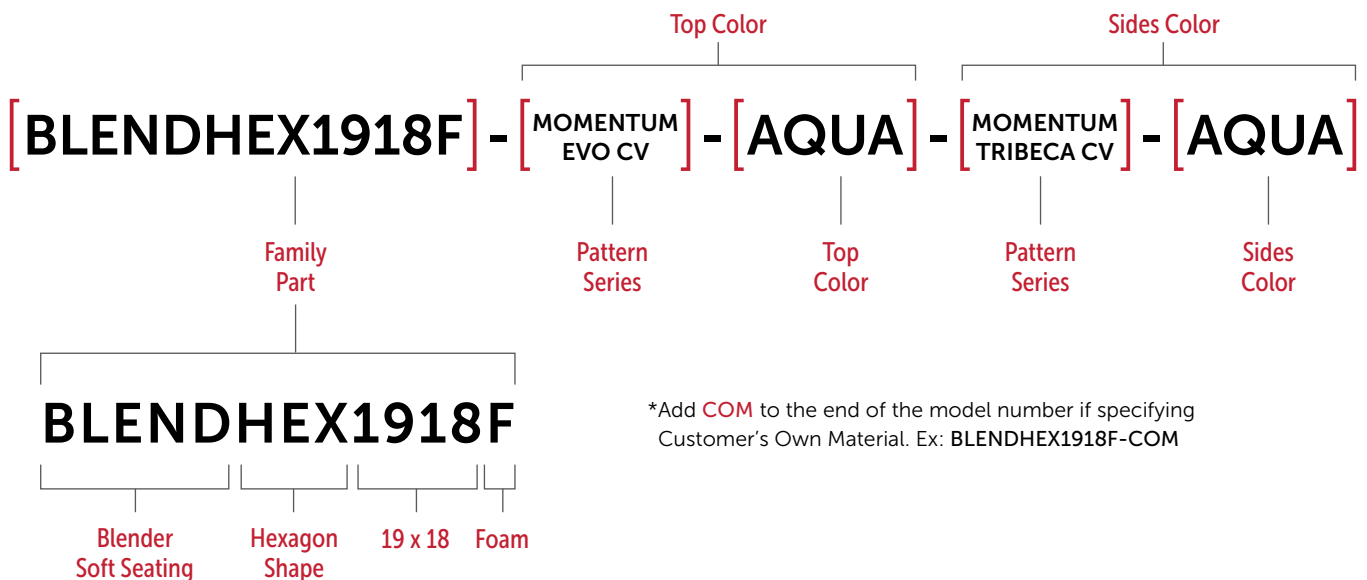 Top Color
Sides Color
[BLENDHEX1918F] - [MOMENTUM EVO CV] - [AQUA] - [MOMENTUM TRIBECA CV] - [AQUA]
Family Part
Pattern Series
Top Color
Pattern Series
Sides Color
BLENDHEX1918F
*Add COM to the end of the model number if specifying
Customer's Own Material. Ex: BLENDHEX1918F-COM
Blender Soft Seating
Hexagon Shape
19 x 18
Foam